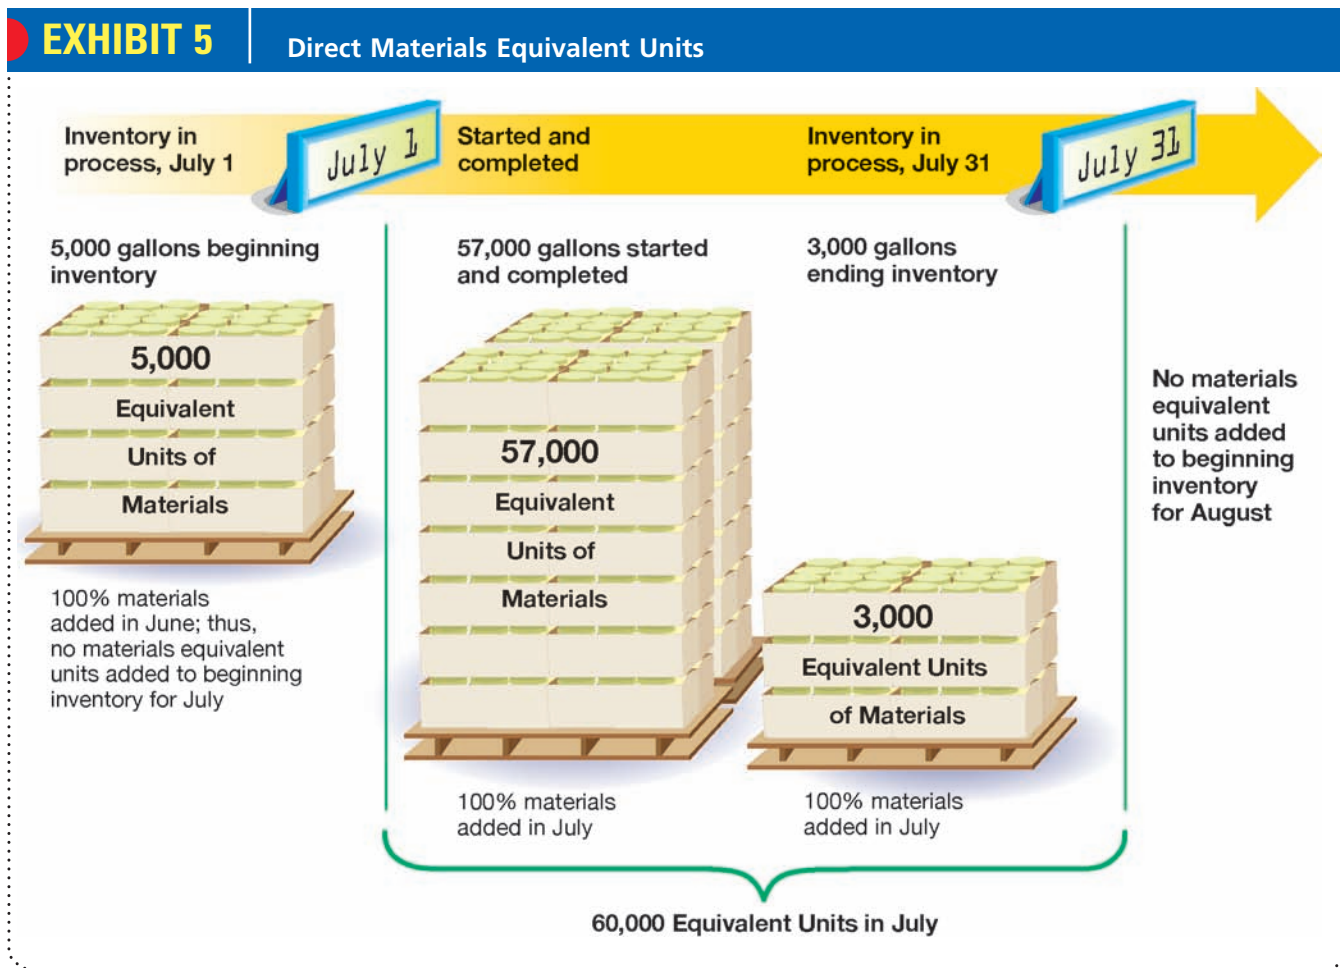 EXHIBIT 5
Direct Materials Equivalent Units
Inventory in
process, July 1
July 1
Started and
completed
Inventory in
process, July 31
July 31
5,000 gallons beginning
inventory
5,000
Equivalent
Units of
Materials
100% materials
added in June; thus,
no materials equivalent
units added to beginning
inventory for July
57,000 gallons started
and completed
57,000
Equivalent
Units of
Materials
100% materials
added in July
3,000 gallons
ending inventory
3,000
Equivalent Units
of Materials
100% materials
added in July
No materials
equivalent
units added
to beginning
inventory
for August
60,000 Equivalent Units in July